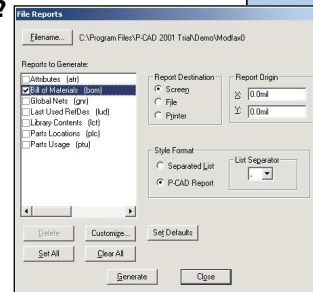 ?
File Reports
Filename... C:\Program Files\P-CAD 2001 Trial\Demo\Modfax0
Reports to Generate:
Attributes (atr)
Bill of Materials (bom)
Global Nets (gnr)
Last Used RefDes (lud)
Library Contents (lct)
Parts Locations (plc)
Parts Usage (ptu)
Report Destination
Screen
File
Printer
Report Origin
X: 0.0mil
Y: 0.0mil
Style Format
Separated List
P-CAD Report
List Separator
,
Delete Customize... Set Defaults
Set All Clear All
Generate Close